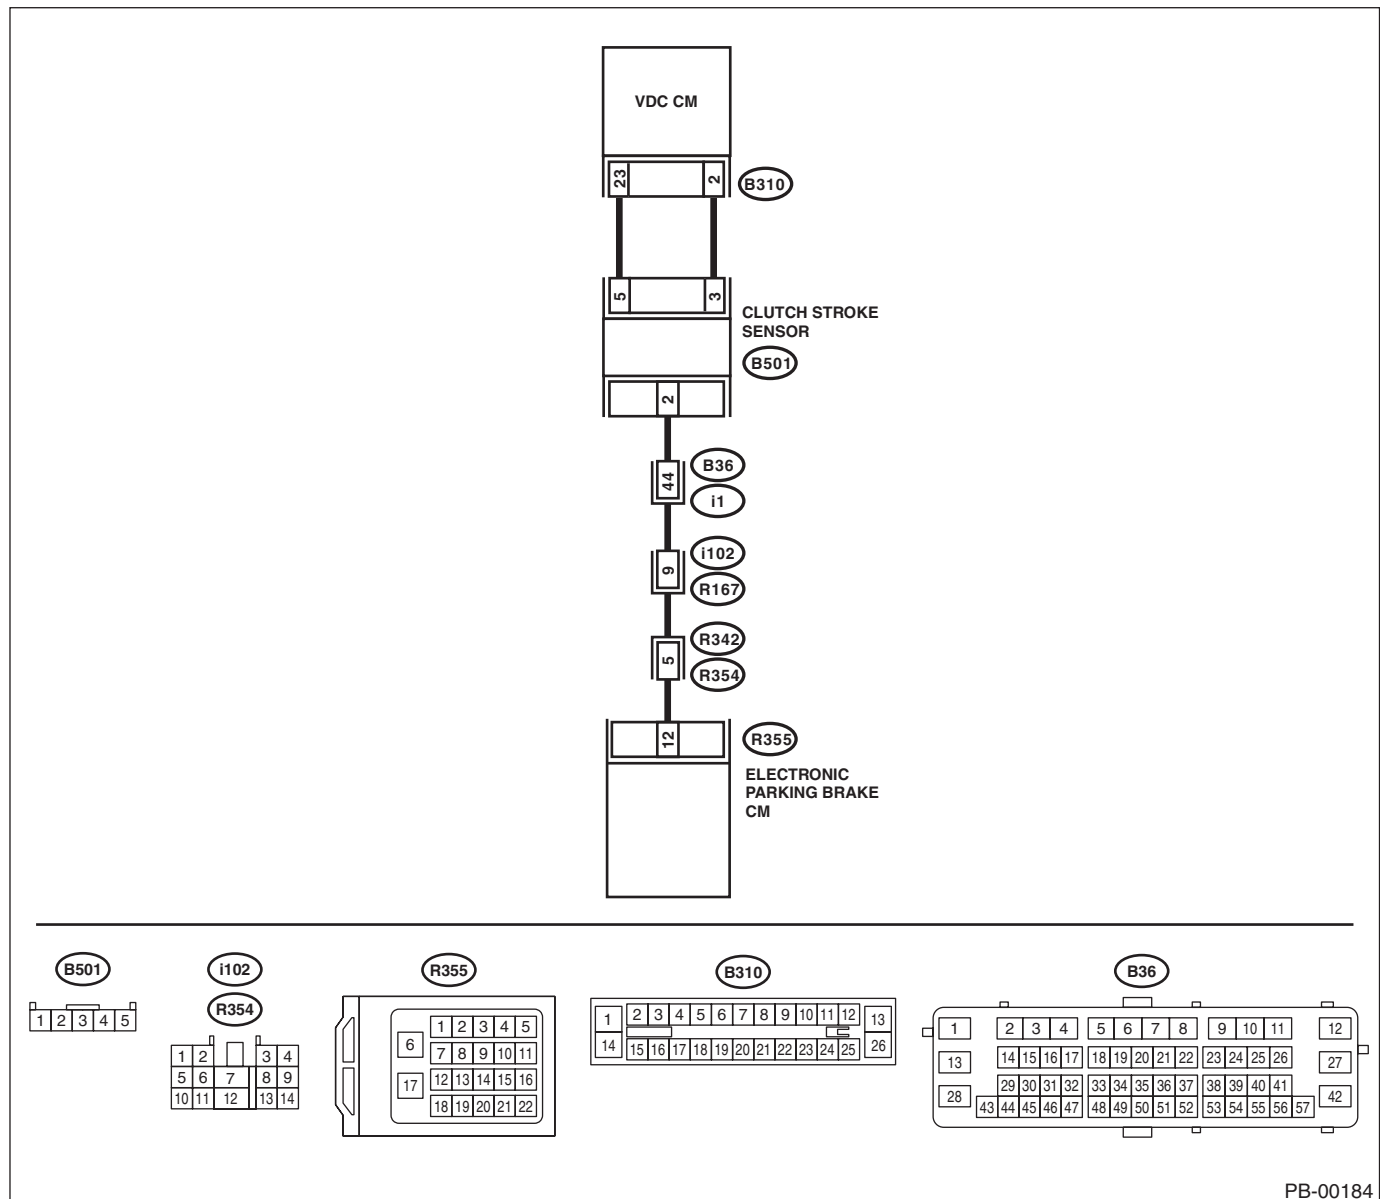 VDC CM
23 2
B310
5 3
CLUTCH STROKE
SENSOR
B501
2
44
B36
i1
9
i102
R167
5
R342
R354
12
R355
ELECTRONIC
PARKING BRAKE
CM
B501
1 2 3 4 5
i102
R354
1 2 3 4
5 6 7 8 9
10 11 12 13 14
R355
1 2 3 4 5
6
7 8 9 10 11
12 13 14 15 16
17
18 19 20 21 22
B310
1 2 3 4 5 6 7 8 9 10 11 12 13
14 15 16 17 18 19 20 21 22 23 24 25 26
B36
1 2 3 4 5 6 7 8 9 10 11 12
13 14 15 16 17 18 19 20 21 22 23 24 25 26 27
28 29 30 31 32 33 34 35 36 37 38 39 40 41 42
43 44 45 46 47 48 49 50 51 52 53 54 55 56 57
PB-00184